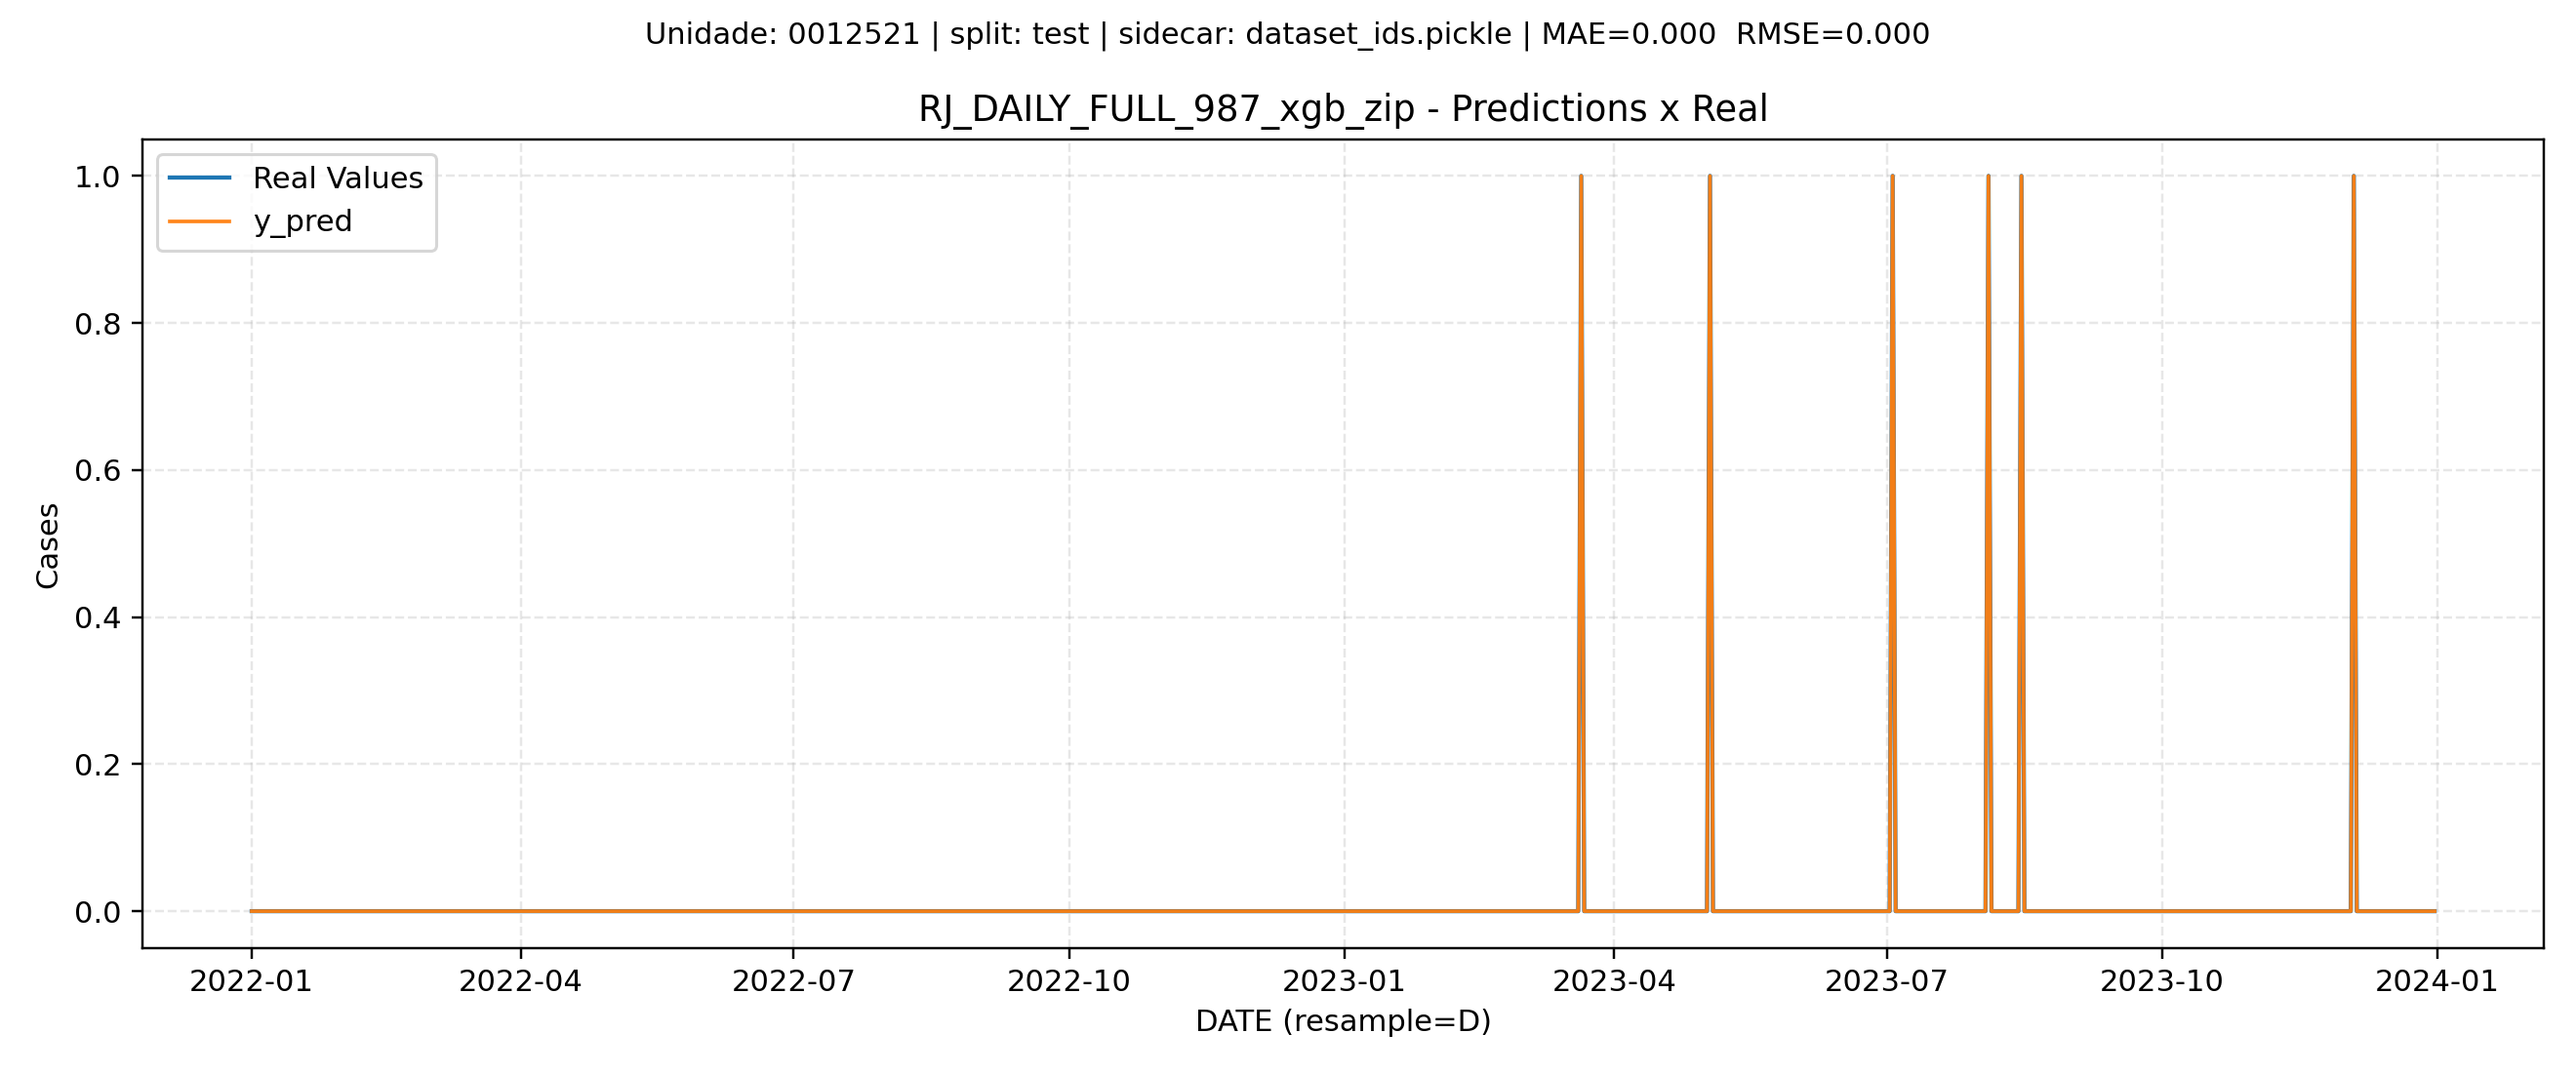 Unidade: 0012521 | split: test | sidecar: dataset_ids.pickle | MAE=0.000  RMSE=0.000
RJ_DAILY_FULL_987_xgb_zip - Predictions x Real
Real Values
y_pred
1.0
0.8
0.6
0.4
0.2
0.0
Cases
2022-01 2022-04 2022-07 2022-10 2023-01 2023-04 2023-07 2023-10 2024-01
DATE (resample=D)